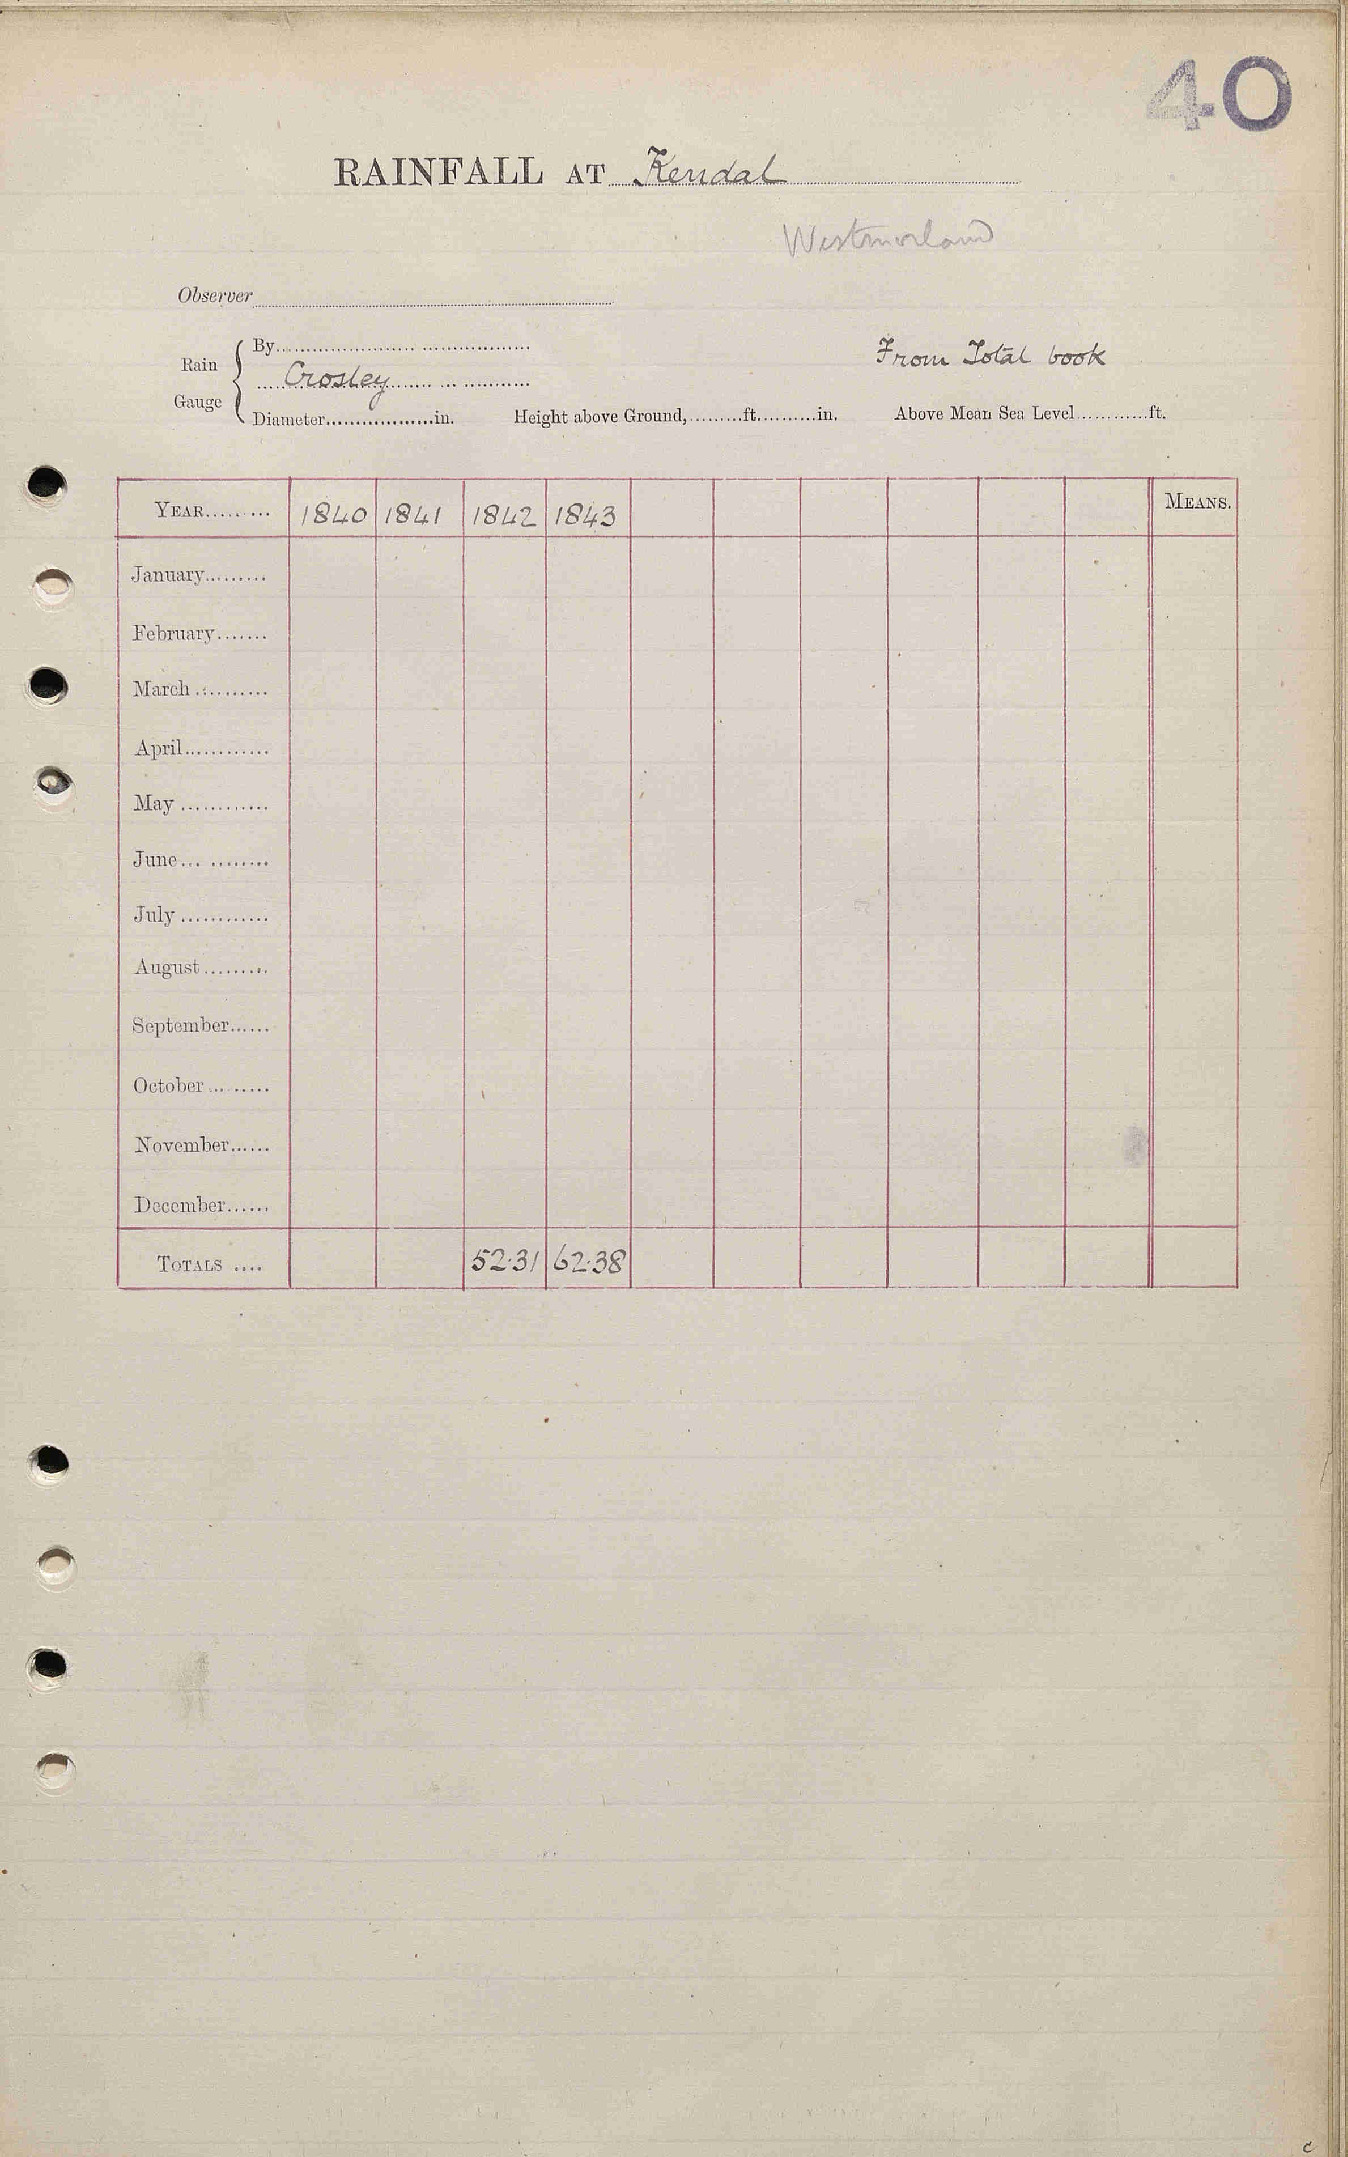 40
RAINFALL AT Kendal
Westmorland
Observer
Rain Gauge
By
Crosley
From Total book
Diameter in. Height above Ground, ft. in. Above Mean Sea Level ft.
YEAR 1840 1841 1842 1843 MEANS.
January
February
March
April
May
June
July
August
September
October
November
December
TOTALS 52.31 62.38
c